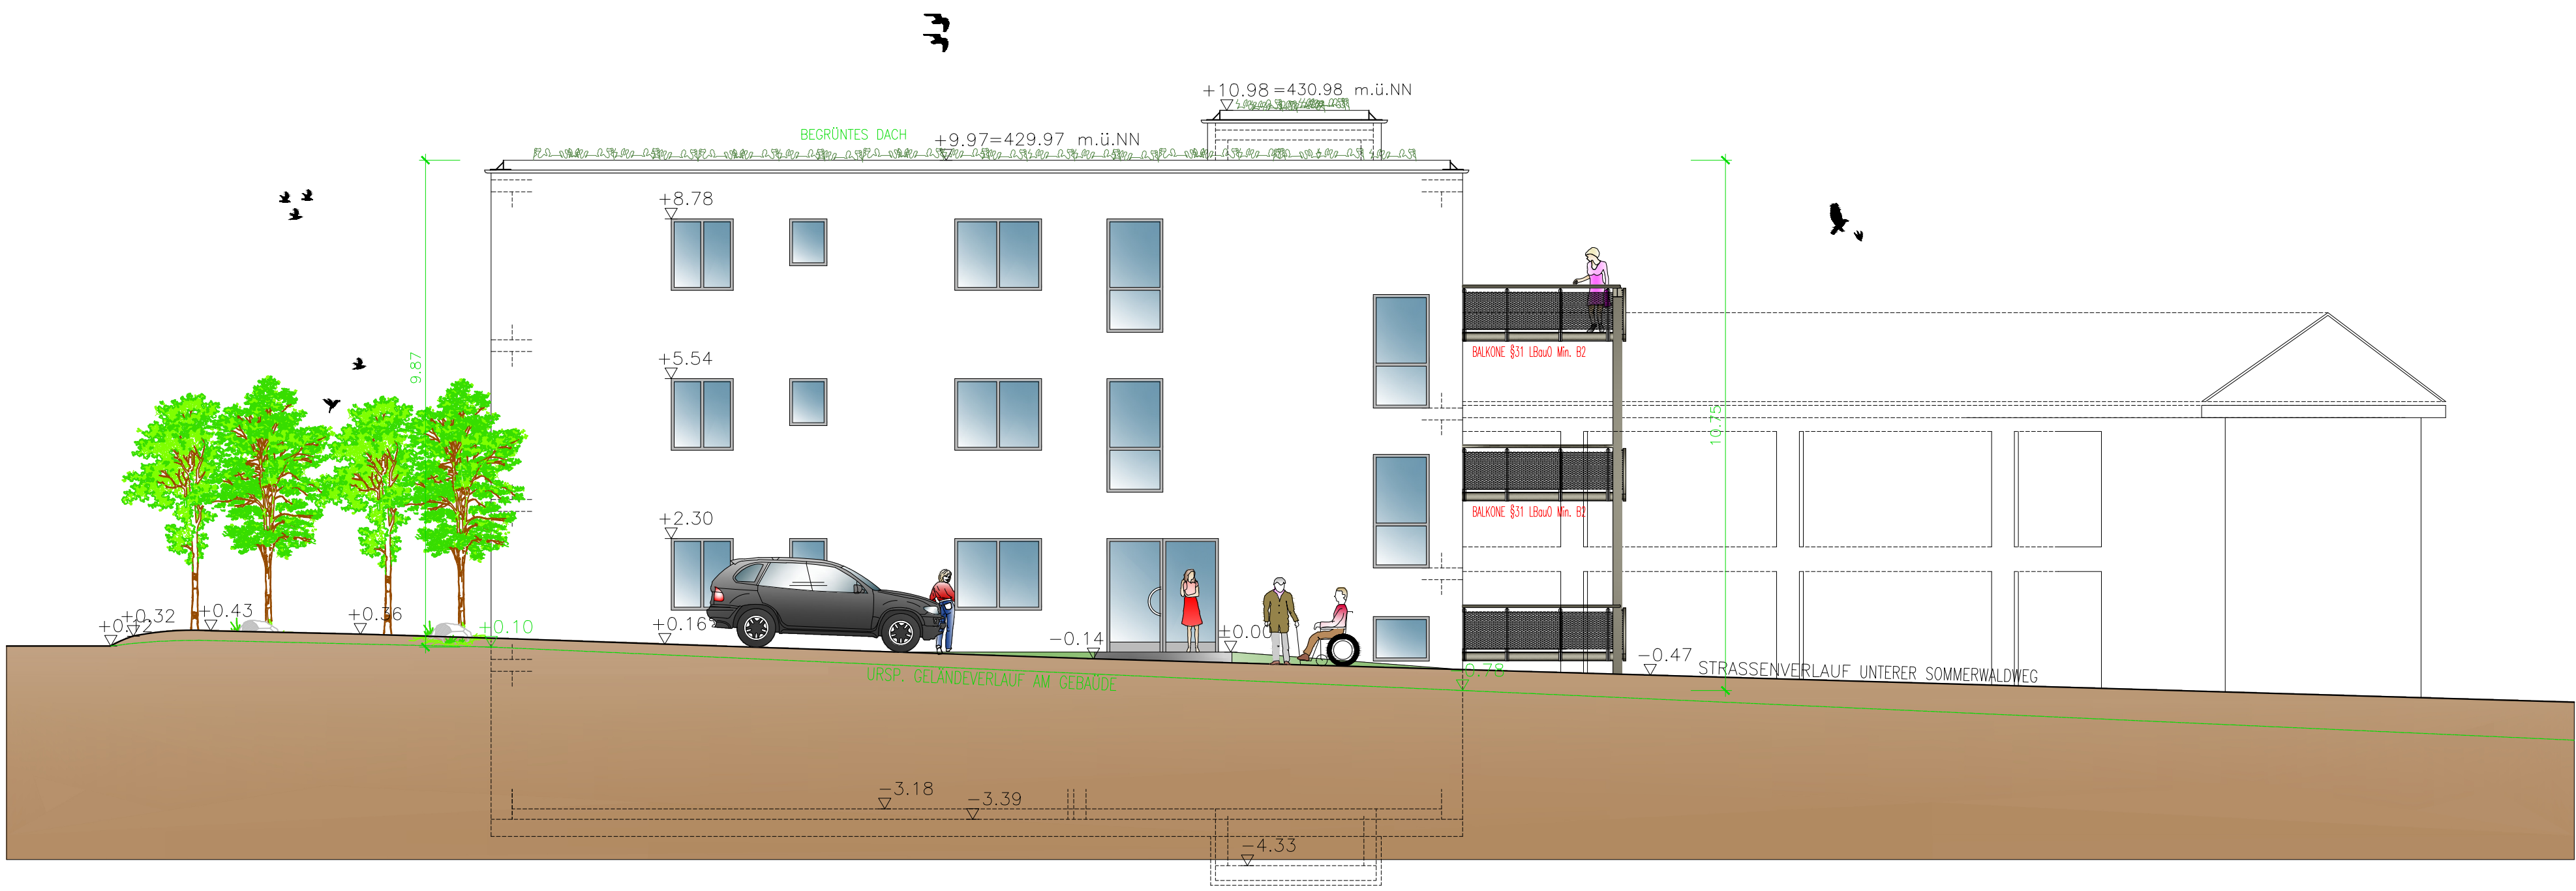 +10.98 =430.98 m.ü.NN
BEGRÜNTES DACH
+9.97=429.97 m.ü.NN
+8.78
+5.54
9.87
BALKONE §31 LBauO Min. B2
10.75
+2.30
BALKONE §31 LBauO Min. B2
+0.32
+0.43
+0.36
+0.10
+0.16
-0.14
±0.00
-0.47
STRASSENVERLAUF UNTERER SOMMERWALDWEG
URSP. GELÄNDEVERLAUF AM GEBAÜDE
-3.18
-3.39
-4.33